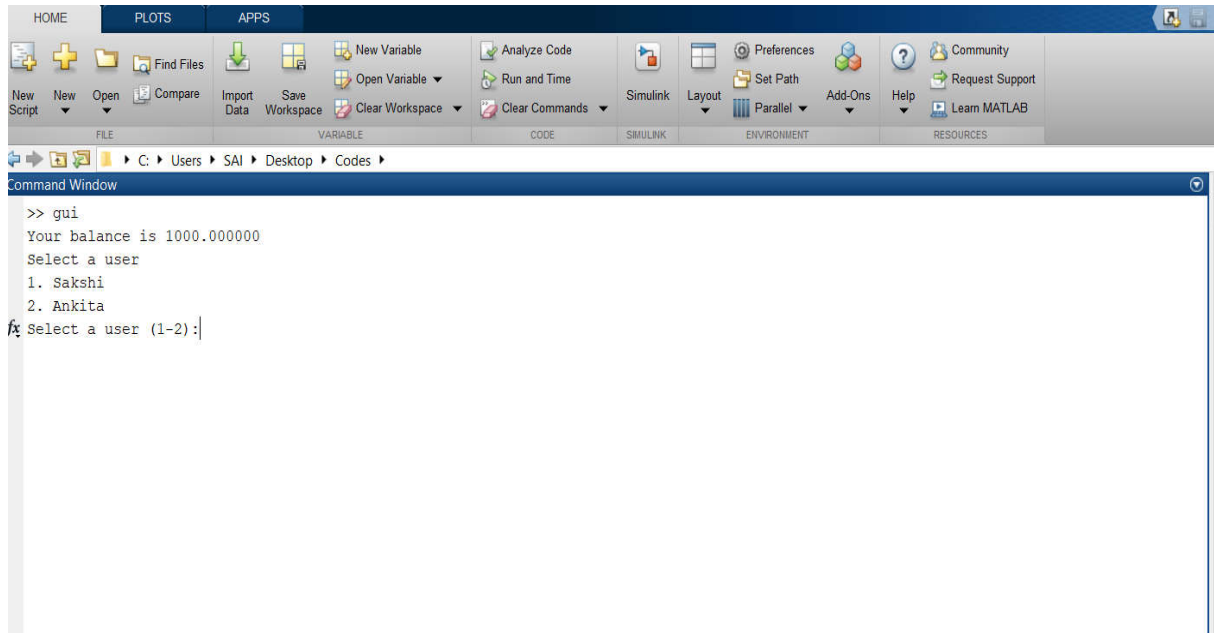 HOME PLOTS APPS
New Script
New
Open
Find Files
Compare
FILE
Import Data
Save Workspace
New Variable
Open Variable
Clear Workspace
VARIABLE
Analyze Code
Run and Time
Clear Commands
CODE
Simulink
SIMULINK
Layout
Preferences
Set Path
Parallel
Add-Ons
ENVIRONMENT
Help
Community
Request Support
Learn MATLAB
RESOURCES
C: Users SAI Desktop Codes
Command Window
>> gui
Your balance is 1000.000000
Select a user
1. Sakshi
2. Ankita
fx Select a user (1-2):